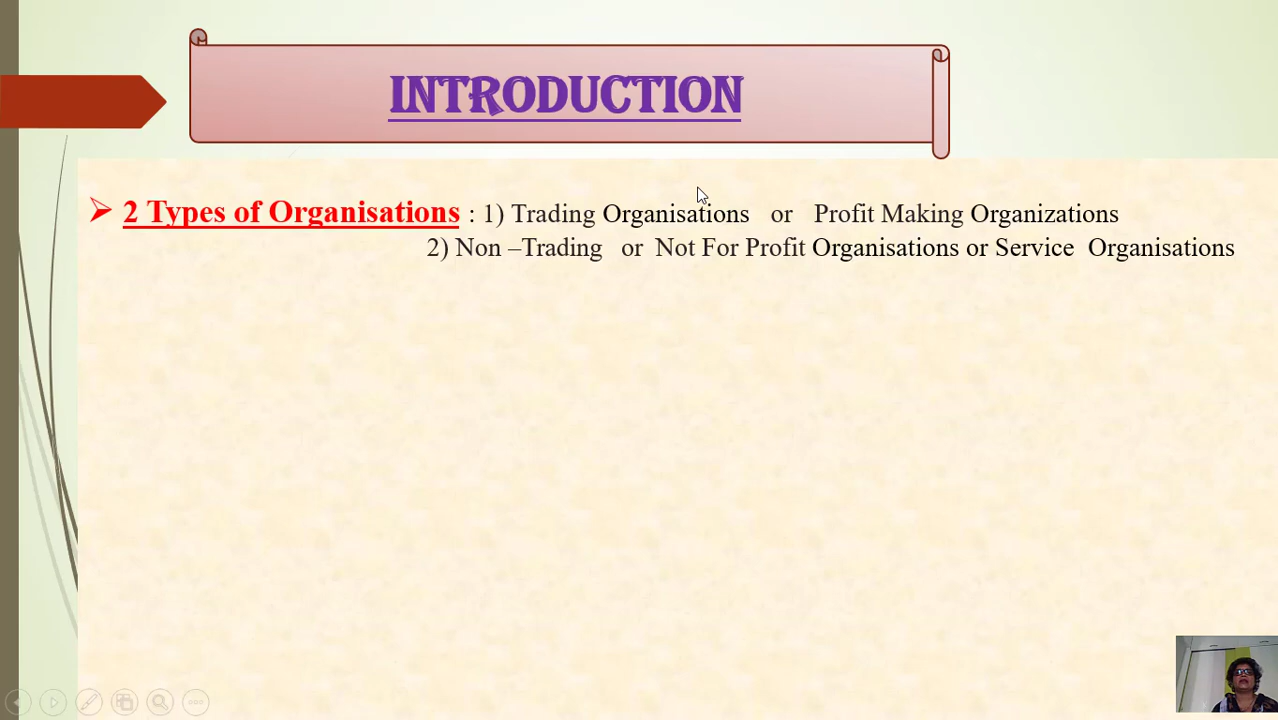 INTRODUCTION
2 Types of Organisations : 1) Trading Organisations or Profit Making Organizations
2) Non –Trading or Not For Profit Organisations or Service Organisations